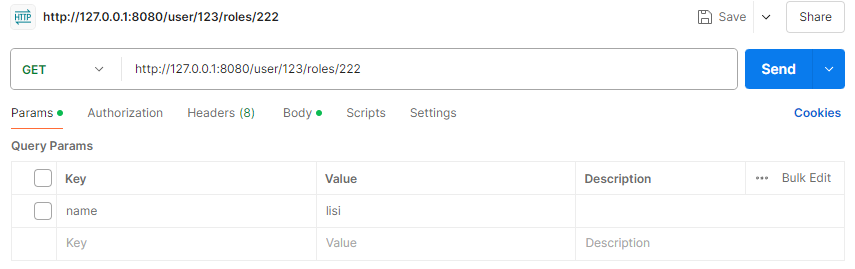 HTTP http://127.0.0.1:8080/user/123/roles/222 Save Share
GET http://127.0.0.1:8080/user/123/roles/222 Send
Params Authorization Headers (8) Body Scripts Settings Cookies
Query Params
Key Value Description Bulk Edit
name lisi
Key Value Description